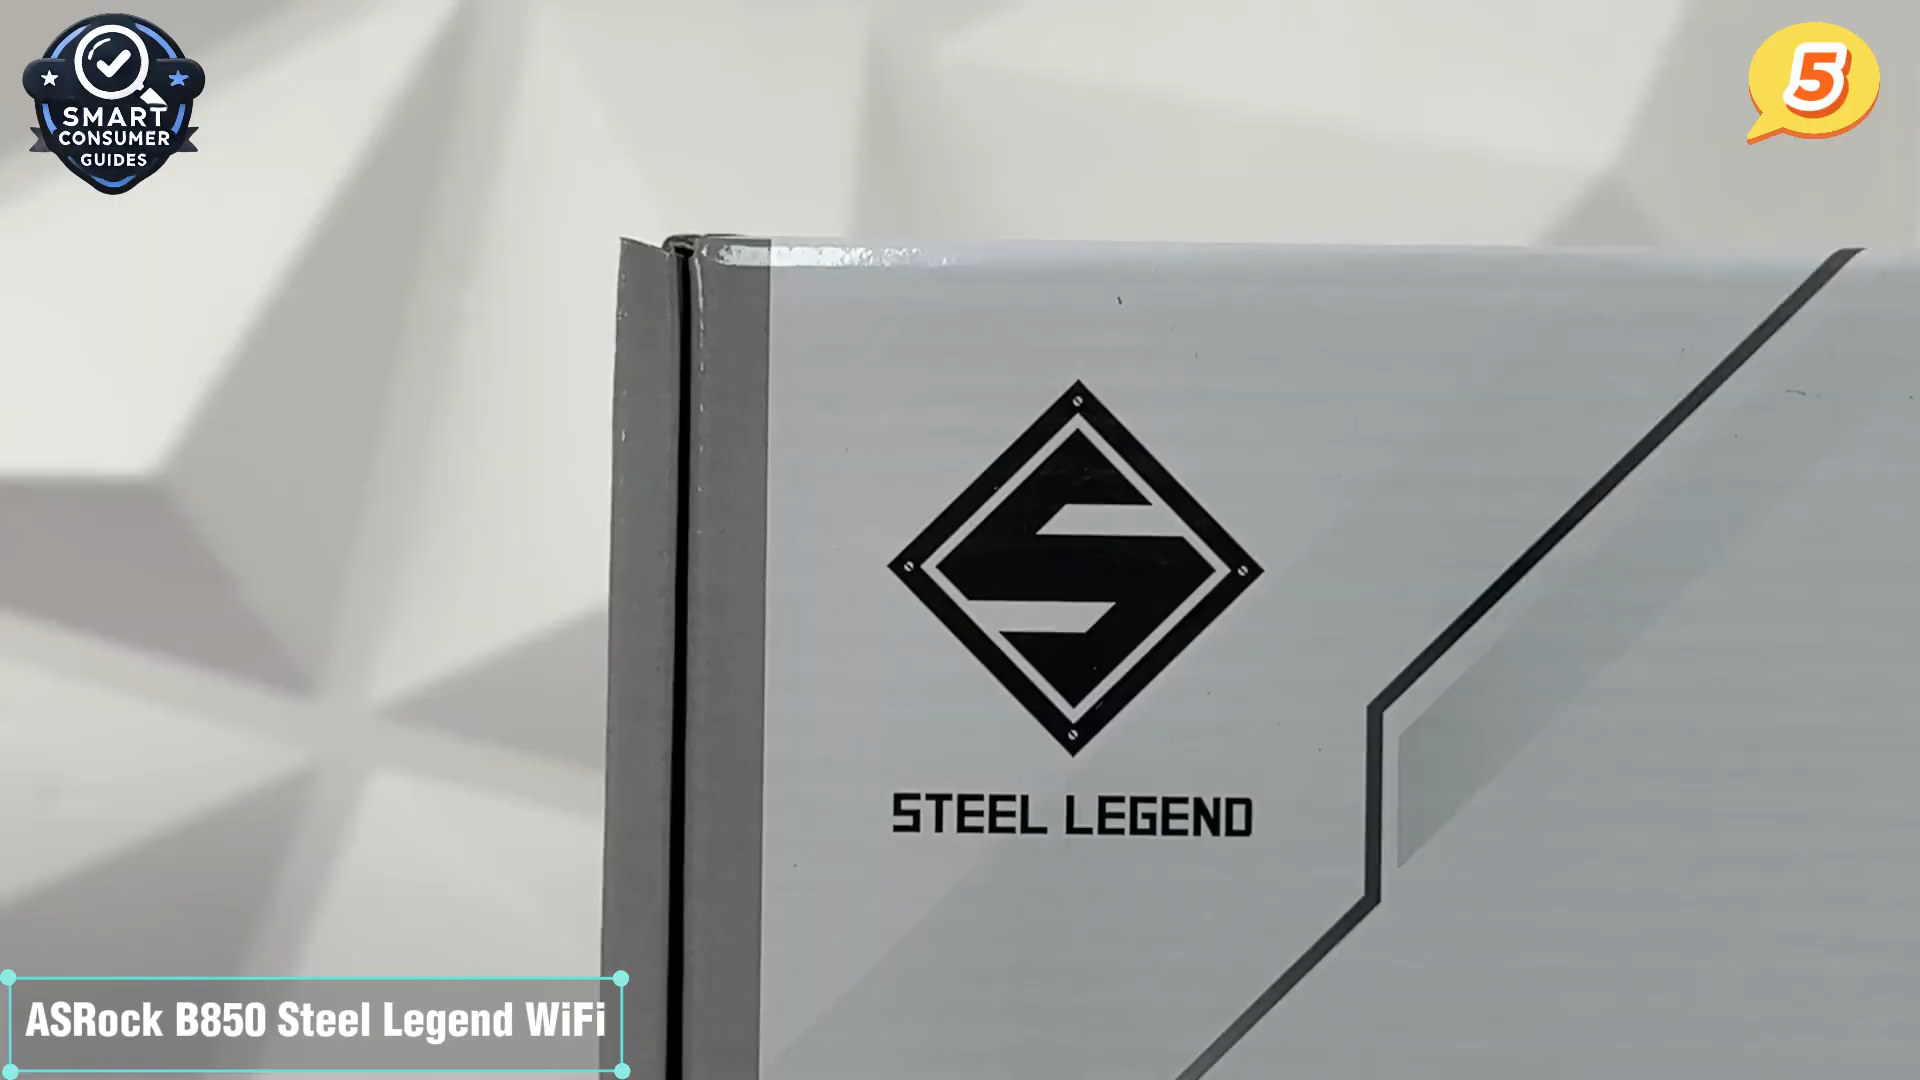 SMART
CONSUMER
GUIDES
5
STEEL LEGEND
ASRock B850 Steel Legend WiFi